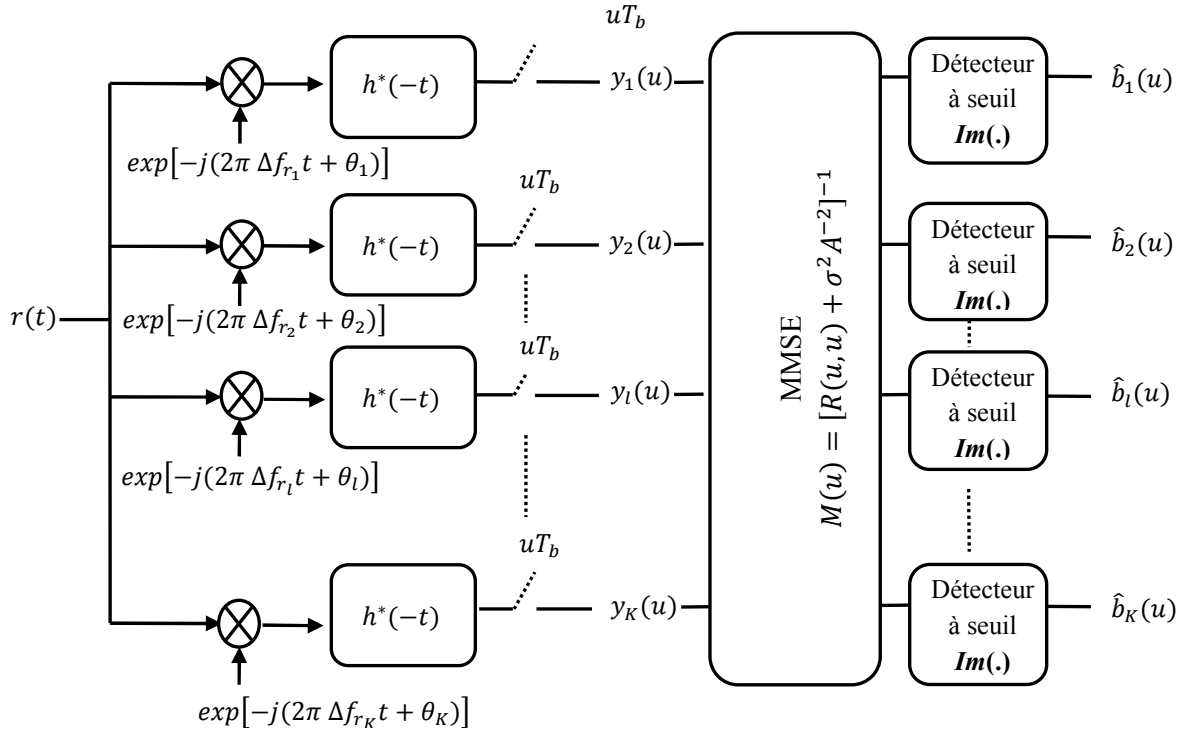 r(t)
exp[−j(2π Δf_{r_1}t + θ_1)]
h*(−t)
uT_b
y_1(u)
exp[−j(2π Δf_{r_2}t + θ_2)]
h*(−t)
uT_b
y_2(u)
exp[−j(2π Δf_{r_l}t + θ_l)]
h*(−t)
uT_b
y_l(u)
exp[−j(2π Δf_{r_K}t + θ_K)]
h*(−t)
uT_b
y_K(u)
MMSE
M(u) = [R(u,u) + σ²A⁻²]⁻¹
Détecteur
à seuil
Im(.)
b̂_1(u)
Détecteur
à seuil
Im(.)
b̂_2(u)
Détecteur
à seuil
Im(.)
b̂_l(u)
Détecteur
à seuil
Im(.)
b̂_K(u)